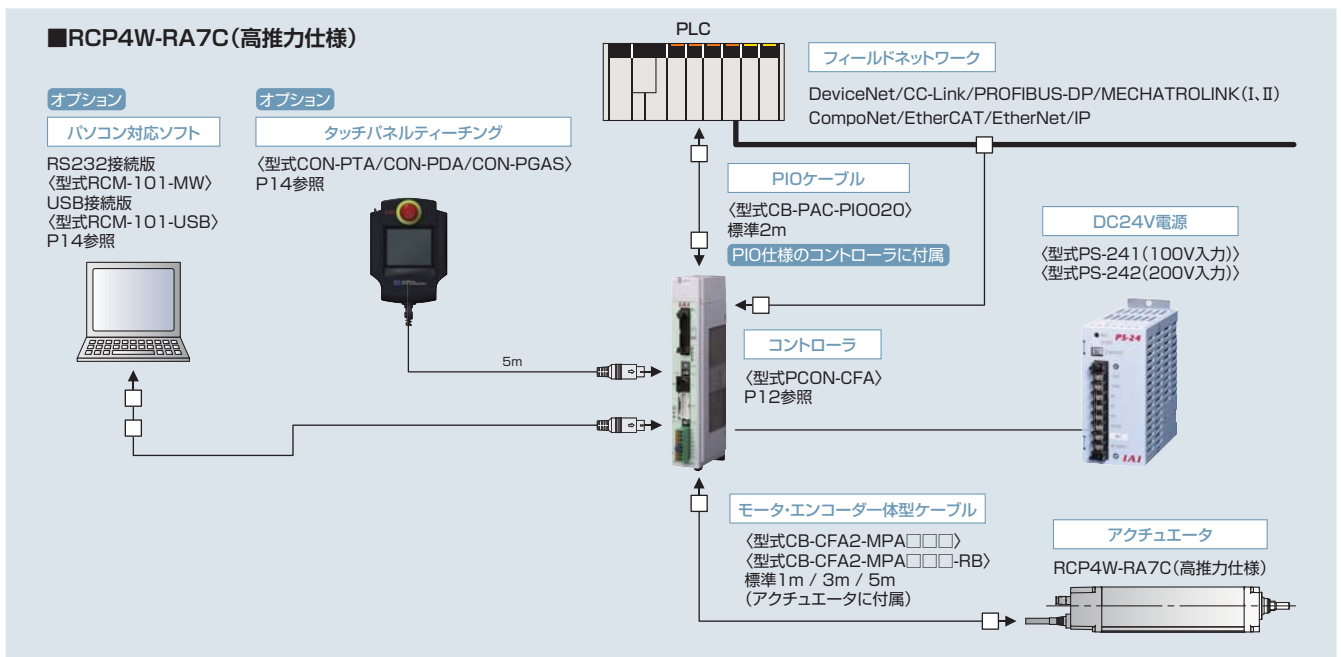 ■RCP4W-RA7C（高推力仕様）
オプション
パソコン対応ソフト
RS232接続版
〈型式RCM-101-MW〉
USB接続版
〈型式RCM-101-USB〉
P14参照
オプション
タッチパネルティーチング
〈型式CON-PTA/CON-PDA/CON-PGAS〉
P14参照
5m
PLC
フィールドネットワーク
DeviceNet/CC-Link/PROFIBUS-DP/MECHATROLINK（I、II）
CompoNet/EtherCAT/EtherNet/IP
PIOケーブル
〈型式CB-PAC-PIO020〉
標準2m
PIO仕様のコントローラに付属
コントローラ
〈型式PCON-CFA〉
P12参照
DC24V電源
〈型式PS-241（100V入力）〉
〈型式PS-242（200V入力）〉
PS-24
IAI
モータ・エンコーダ一体型ケーブル
〈型式CB-CFA2-MPA□□□〉
〈型式CB-CFA2-MPA□□□-RB〉
標準1m / 3m / 5m
（アクチュエータに付属）
アクチュエータ
RCP4W-RA7C（高推力仕様）